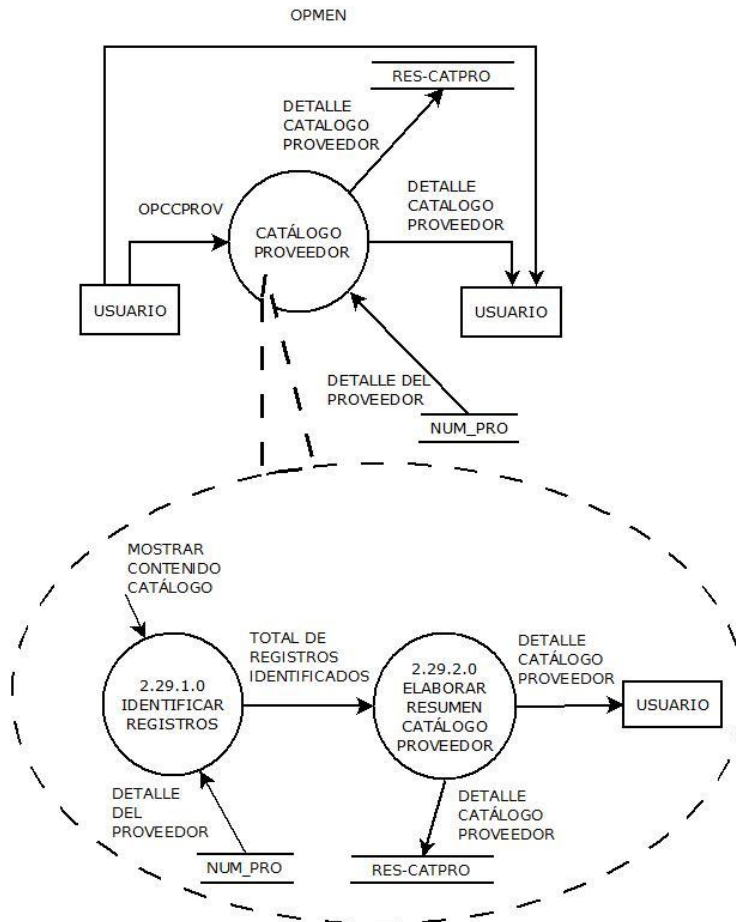 OPMEN
RES-CATPRO
DETALLE
CATALOGO
PROVEEDOR
OPCCPROV
DETALLE
CATALOGO
PROVEEDOR
CATÁLOGO
PROVEEDOR
USUARIO
USUARIO
DETALLE DEL
PROVEEDOR
NUM_PRO
MOSTRAR
CONTENIDO
CATÁLOGO
TOTAL DE
REGISTROS
IDENTIFICADOS
DETALLE
CATÁLOGO
PROVEEDOR
2.29.1.0
IDENTIFICAR
REGISTROS
2.29.2.0
ELABORAR
RESUMEN
CATÁLOGO
PROVEEDOR
USUARIO
DETALLE
DEL
PROVEEDOR
DETALLE
CATÁLOGO
PROVEEDOR
NUM_PRO
RES-CATPRO